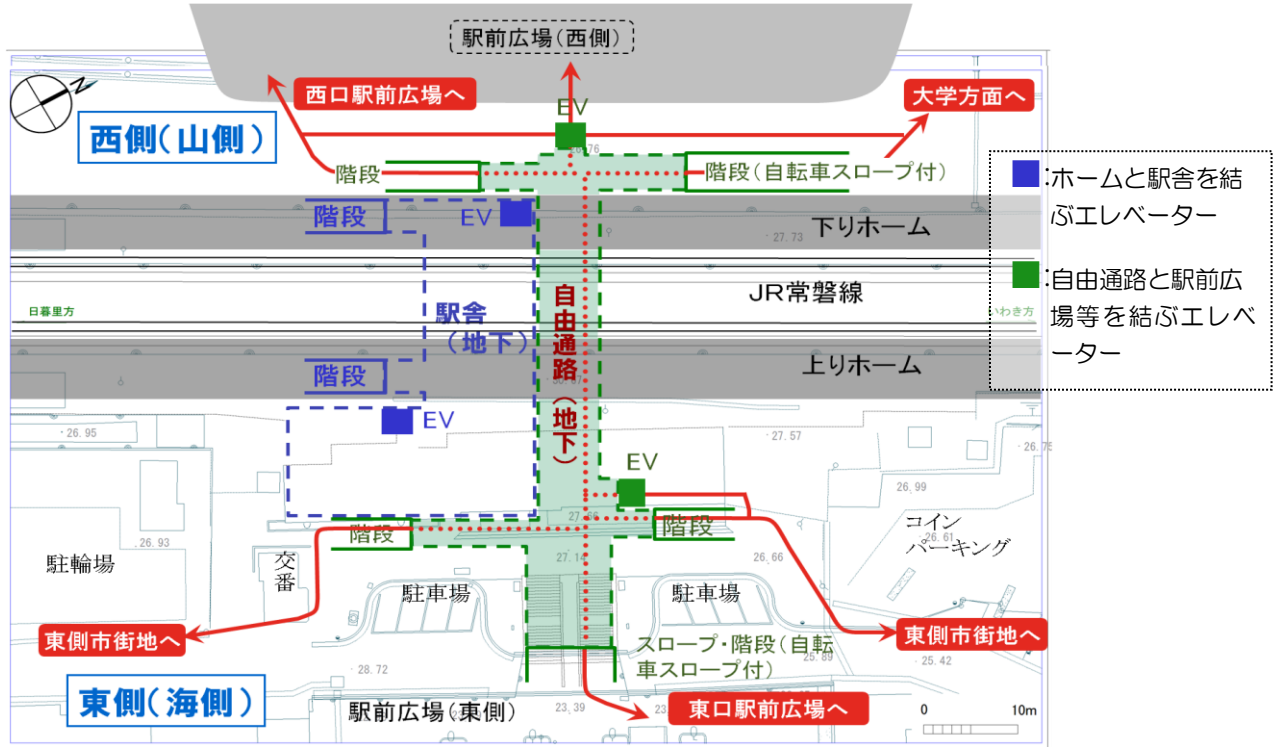 駅前広場(西側)
西口駅前広場へ
大学方面へ
EV
N
西側(山側)
76
階段
階段(自転車スロープ付)
:ホームと駅舎を結
ぶエレベーター
階段
EV
下りホーム
27.73
:自由通路と駅前広
場等を結ぶエレベ
ーター
JR常磐線
日暮里方
いわき方
駅舎
(地下)
自由通路(地下)
階段
上りホーム
EV
26.95
27.57
26.75
EV
26.99
階段
階段
27.66
コイン
パーキング
26.61
26.93
駐輪場
交番
27.14
26.66
駐車場
駐車場
東側市街地へ
東側市街地へ
スロープ・階段(自転
車スロープ付)
25.89
25.42
28.72
東側(海側)
駅前広場(東側)
23.39
東口駅前広場へ
0
10m